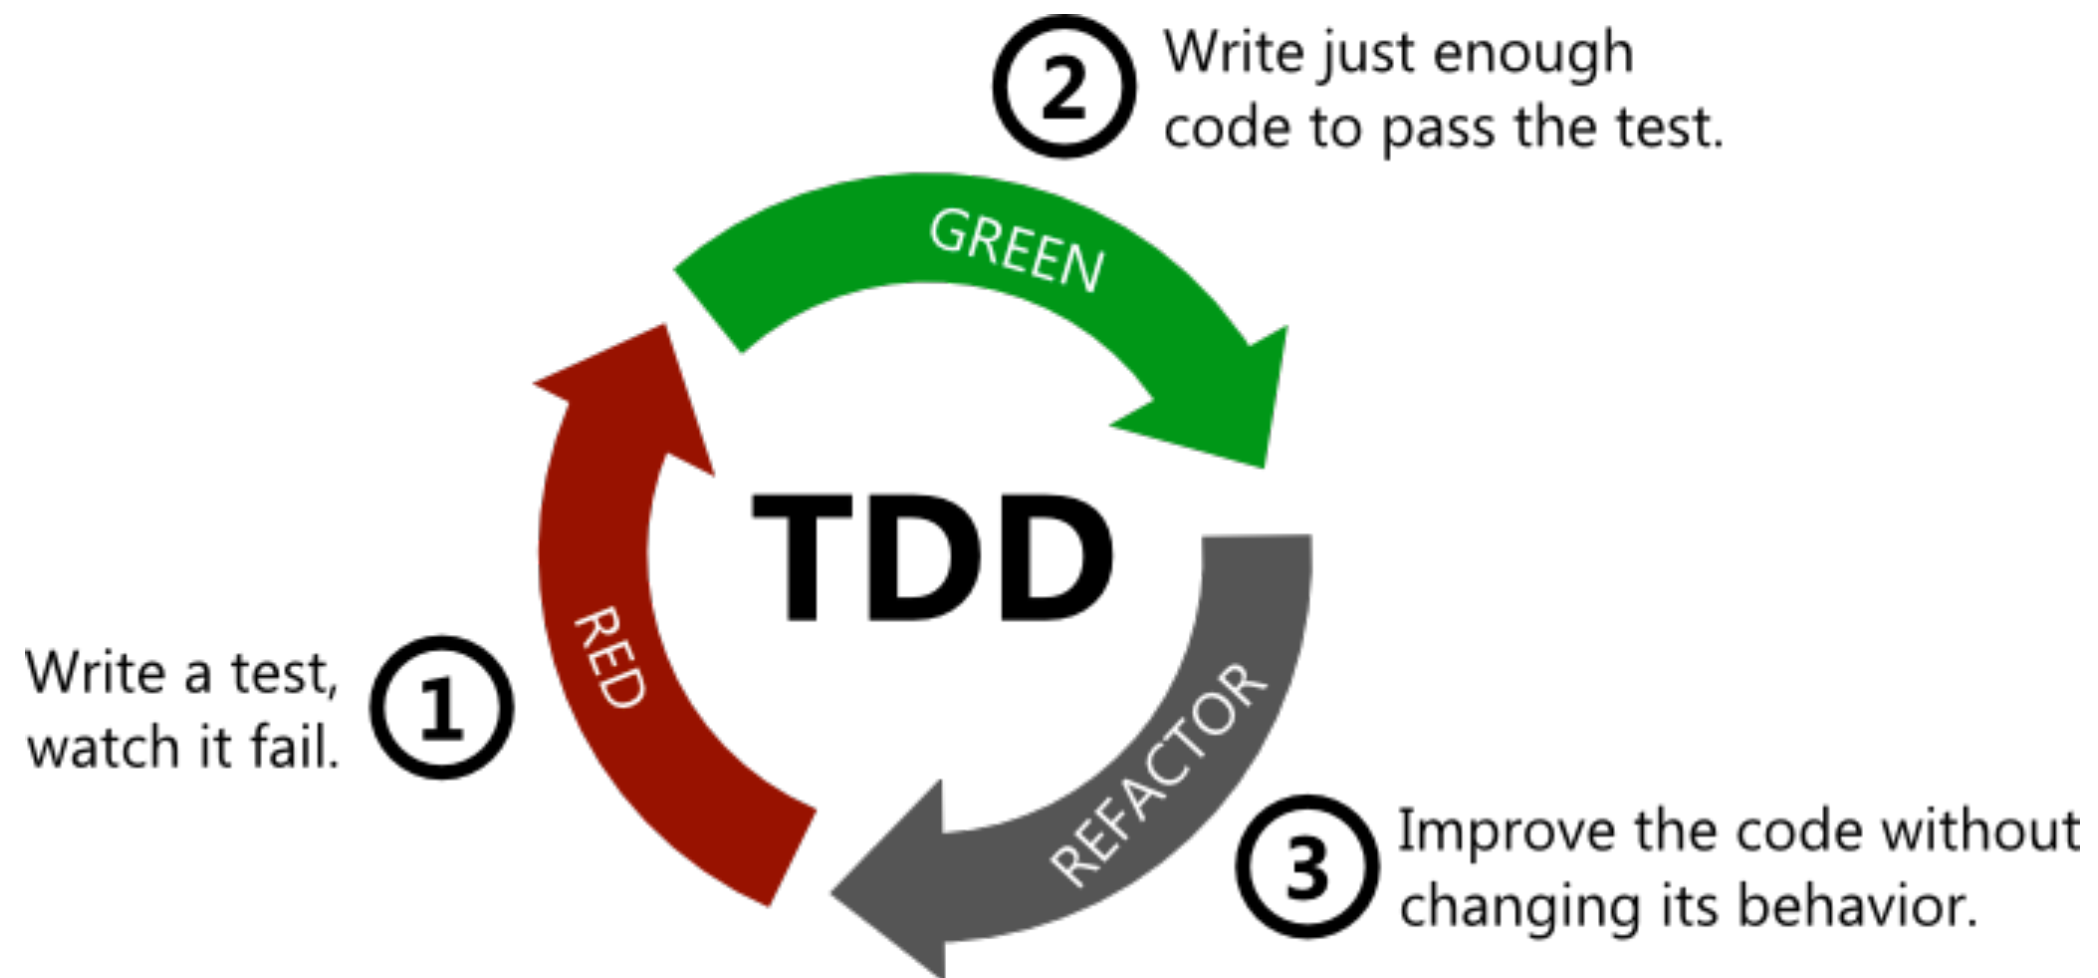 2
Write just enough
code to pass the test.
GREEN
TDD
RED
Write a test,
watch it fail.
1
REFACTOR
3
Improve the code without
changing its behavior.